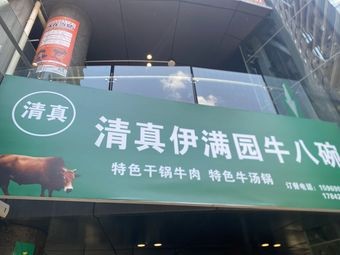 清真
清真伊满园牛八碗
特色干锅牛肉 特色牛汤锅
订餐电话：